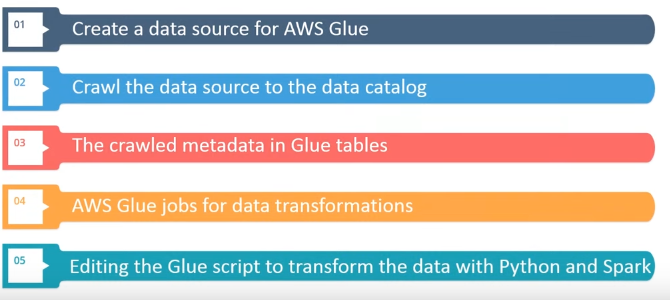 01 Create a data source for AWS Glue
02 Crawl the data source to the data catalog
03 The crawled metadata in Glue tables
04 AWS Glue jobs for data transformations
05 Editing the Glue script to transform the data with Python and Spark